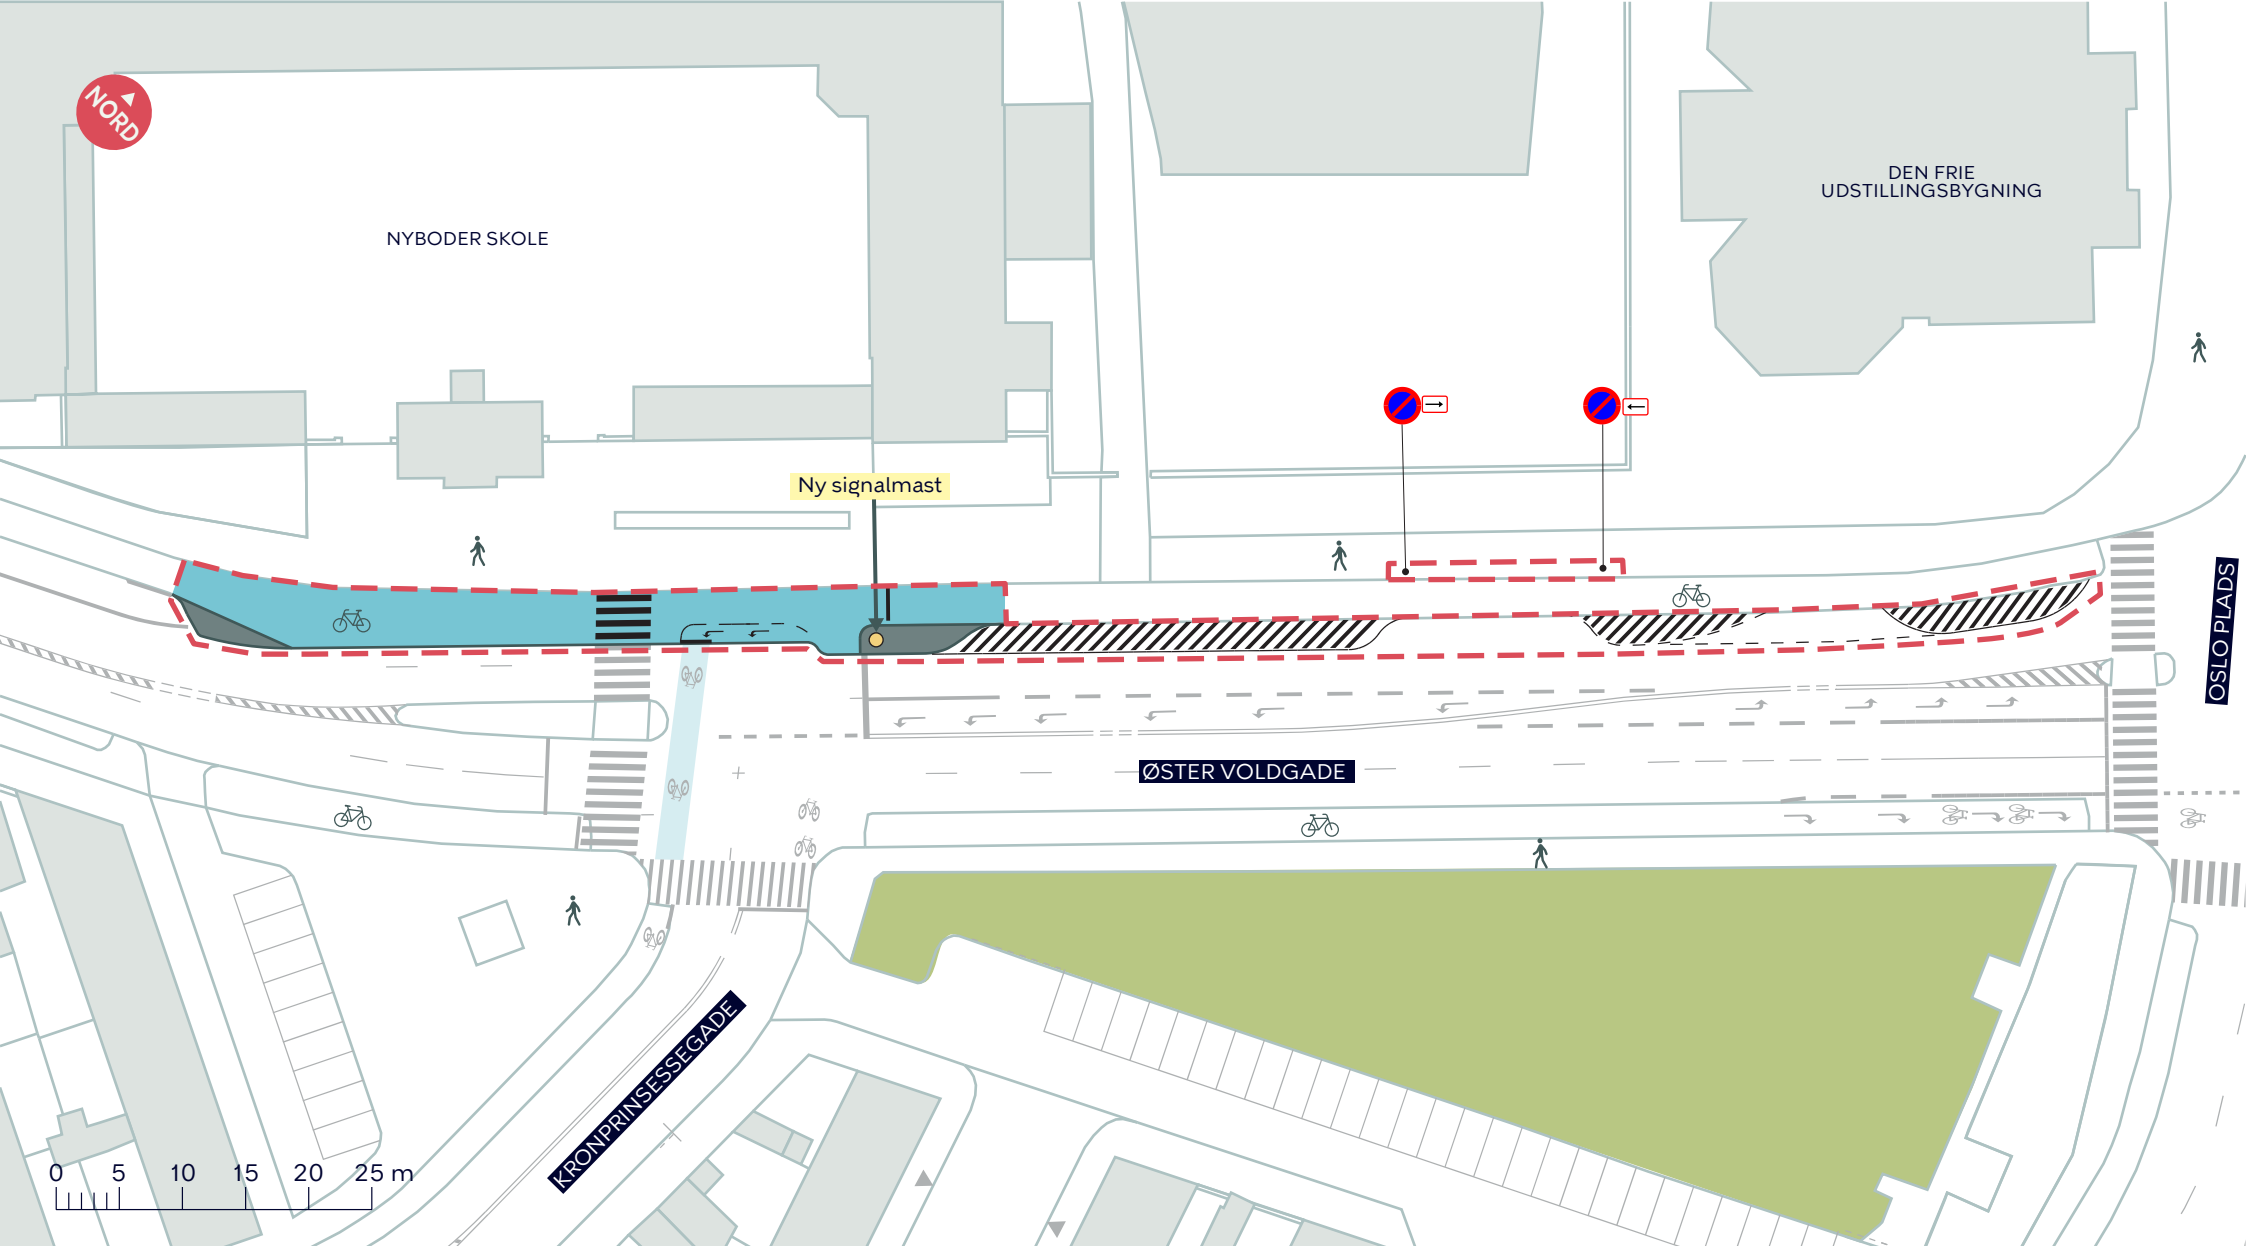 NORD
NYBODER SKOLE
DEN FRIE
UDSTILLINGSBYGNING
Ny signalmast
OSLO PLADS
ØSTER VOLDGADE
KRONPRINSESSEGADE
0 5 10 15 20 25 m